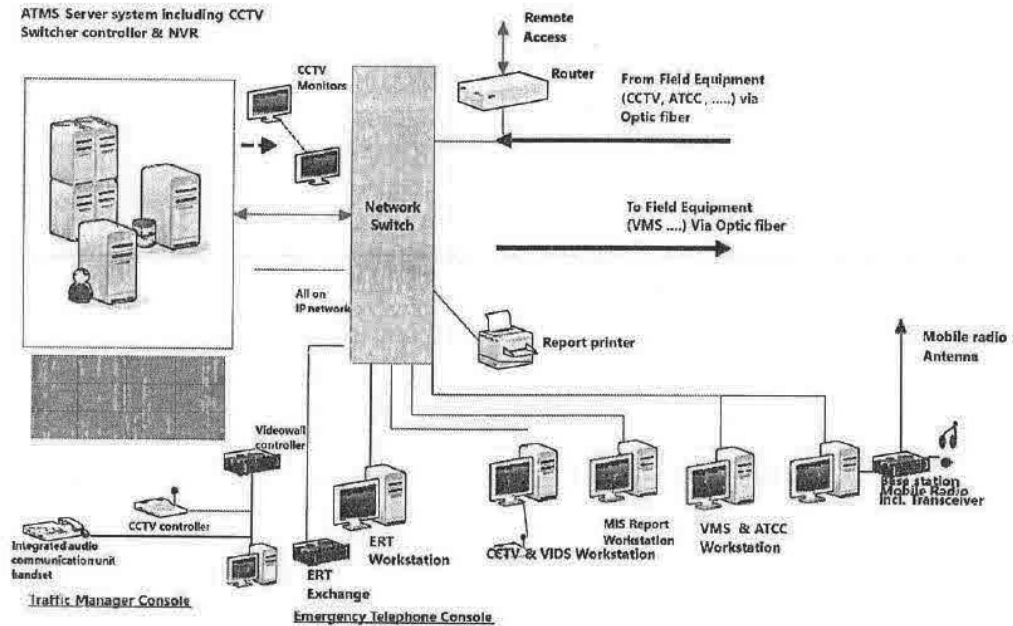 ATMS Server system including CCTV
Switcher controller & NVR
CCTV
Monitors
Remote
Access
Router
From Field Equipment
(CCTV, ATCC, .....) via
Optic fiber
Network
Switch
To Field Equipment
(VMS ....) Via Optic fiber
All on
IP network
Report printer
Mobile radio
Antenna
Videowall
controller
CCTV controller
Integrated audio
communication unit
handset
Traffic Manager Console
ERT
Workstation
ERT
Exchange
Emergency Telephone Console
CCTV & VIDS Workstation
MIS Report
Workstation
VMS & ATCC
Workstation
Base station
Mobile Radio
incl. Transceiver